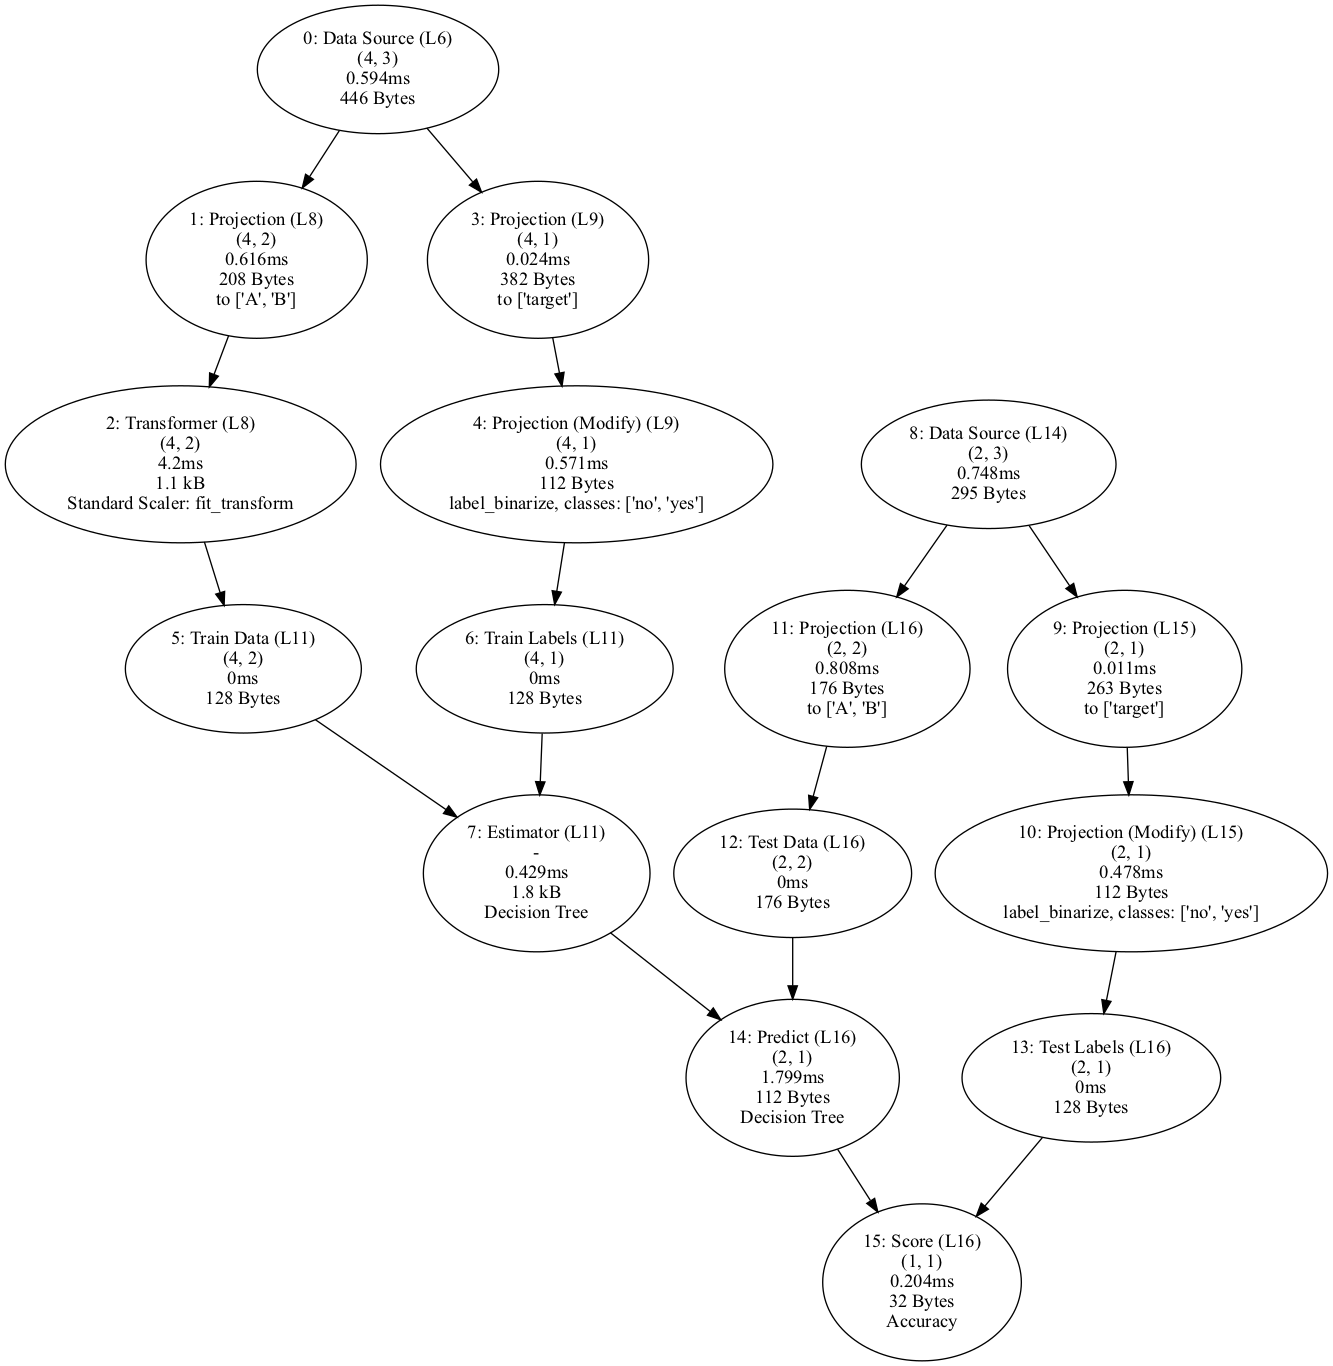 0: Data Source (L6)
(4, 3)
0.594ms
446 Bytes
1: Projection (L8)
(4, 2)
0.616ms
208 Bytes
to ['A', 'B']
3: Projection (L9)
(4, 1)
0.024ms
382 Bytes
to ['target']
2: Transformer (L8)
(4, 2)
4.2ms
1.1 kB
Standard Scaler: fit_transform
4: Projection (Modify) (L9)
(4, 1)
0.571ms
112 Bytes
label_binarize, classes: ['no', 'yes']
8: Data Source (L14)
(2, 3)
0.748ms
295 Bytes
5: Train Data (L11)
(4, 2)
0ms
128 Bytes
6: Train Labels (L11)
(4, 1)
0ms
128 Bytes
11: Projection (L16)
(2, 2)
0.808ms
176 Bytes
to ['A', 'B']
9: Projection (L15)
(2, 1)
0.011ms
263 Bytes
to ['target']
7: Estimator (L11)
-
0.429ms
1.8 kB
Decision Tree
12: Test Data (L16)
(2, 2)
0ms
176 Bytes
10: Projection (Modify) (L15)
(2, 1)
0.478ms
112 Bytes
label_binarize, classes: ['no', 'yes']
14: Predict (L16)
(2, 1)
1.799ms
112 Bytes
Decision Tree
13: Test Labels (L16)
(2, 1)
0ms
128 Bytes
15: Score (L16)
(1, 1)
0.204ms
32 Bytes
Accuracy